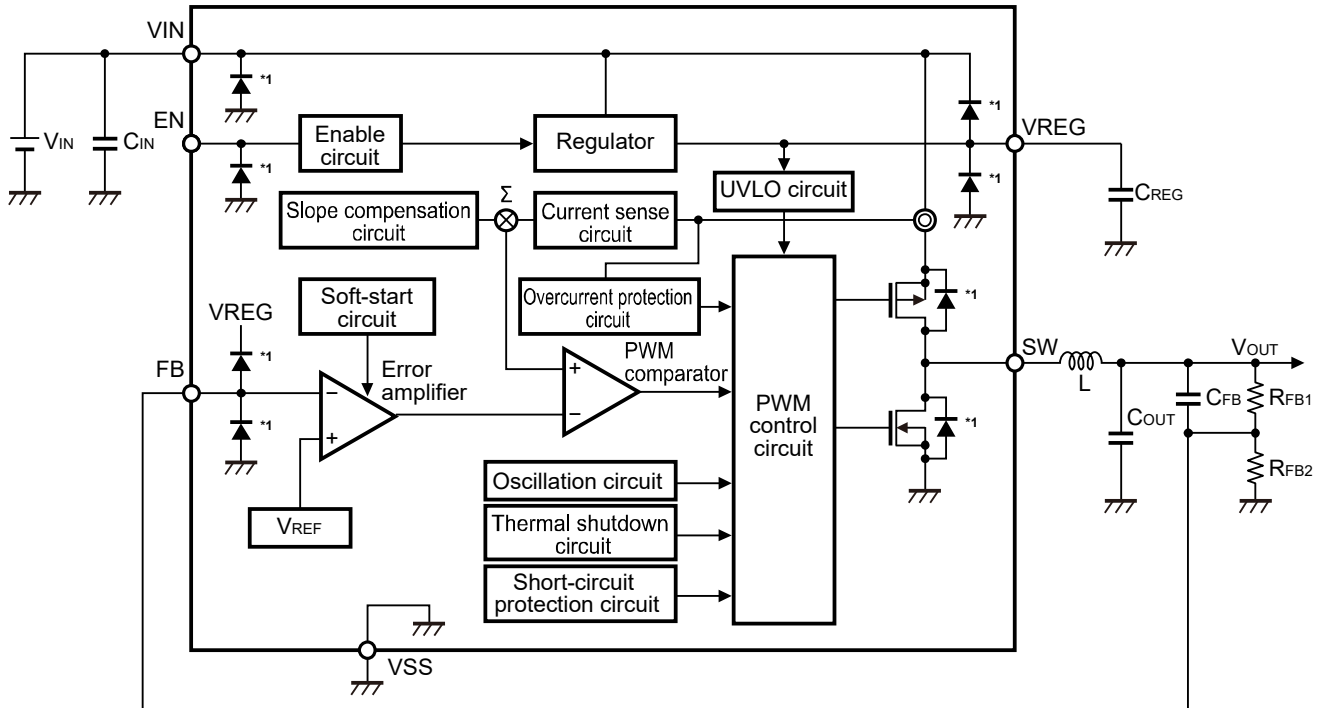 VIN
*1
*1
EN
Enable
circuit
Regulator
*1
VREG
VIN
CIN
*1
UVLO circuit
*1
CREG
Σ
Slope compensation
circuit
Current sense
circuit
Soft-start
circuit
Overcurrent protection
circuit
*1
VREG
*1
FB
Error
amplifier
PWM
comparator
SW
L
VOUT
−
+
*1
+
−
PWM
control
circuit
*1
COUT
CFB
RFB1
RFB2
VREF
Oscillation circuit
Thermal shutdown
circuit
Short-circuit
protection circuit
VSS